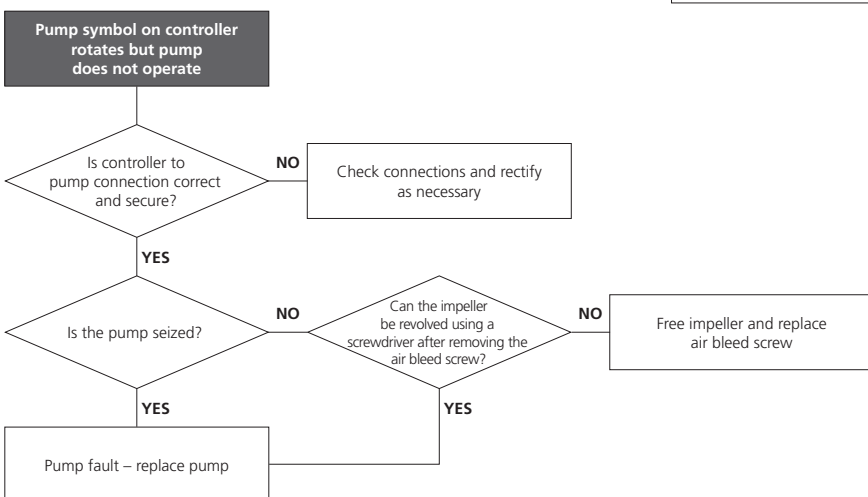 Pump symbol on controller
rotates but pump
does not operate
Is controller to
pump connection correct
and secure?
NO
Check connections and rectify
as necessary
YES
Is the pump seized?
NO
Can the impeller
be revolved using a
screwdriver after removing the
air bleed screw?
NO
Free impeller and replace
air bleed screw
YES
YES
Pump fault – replace pump